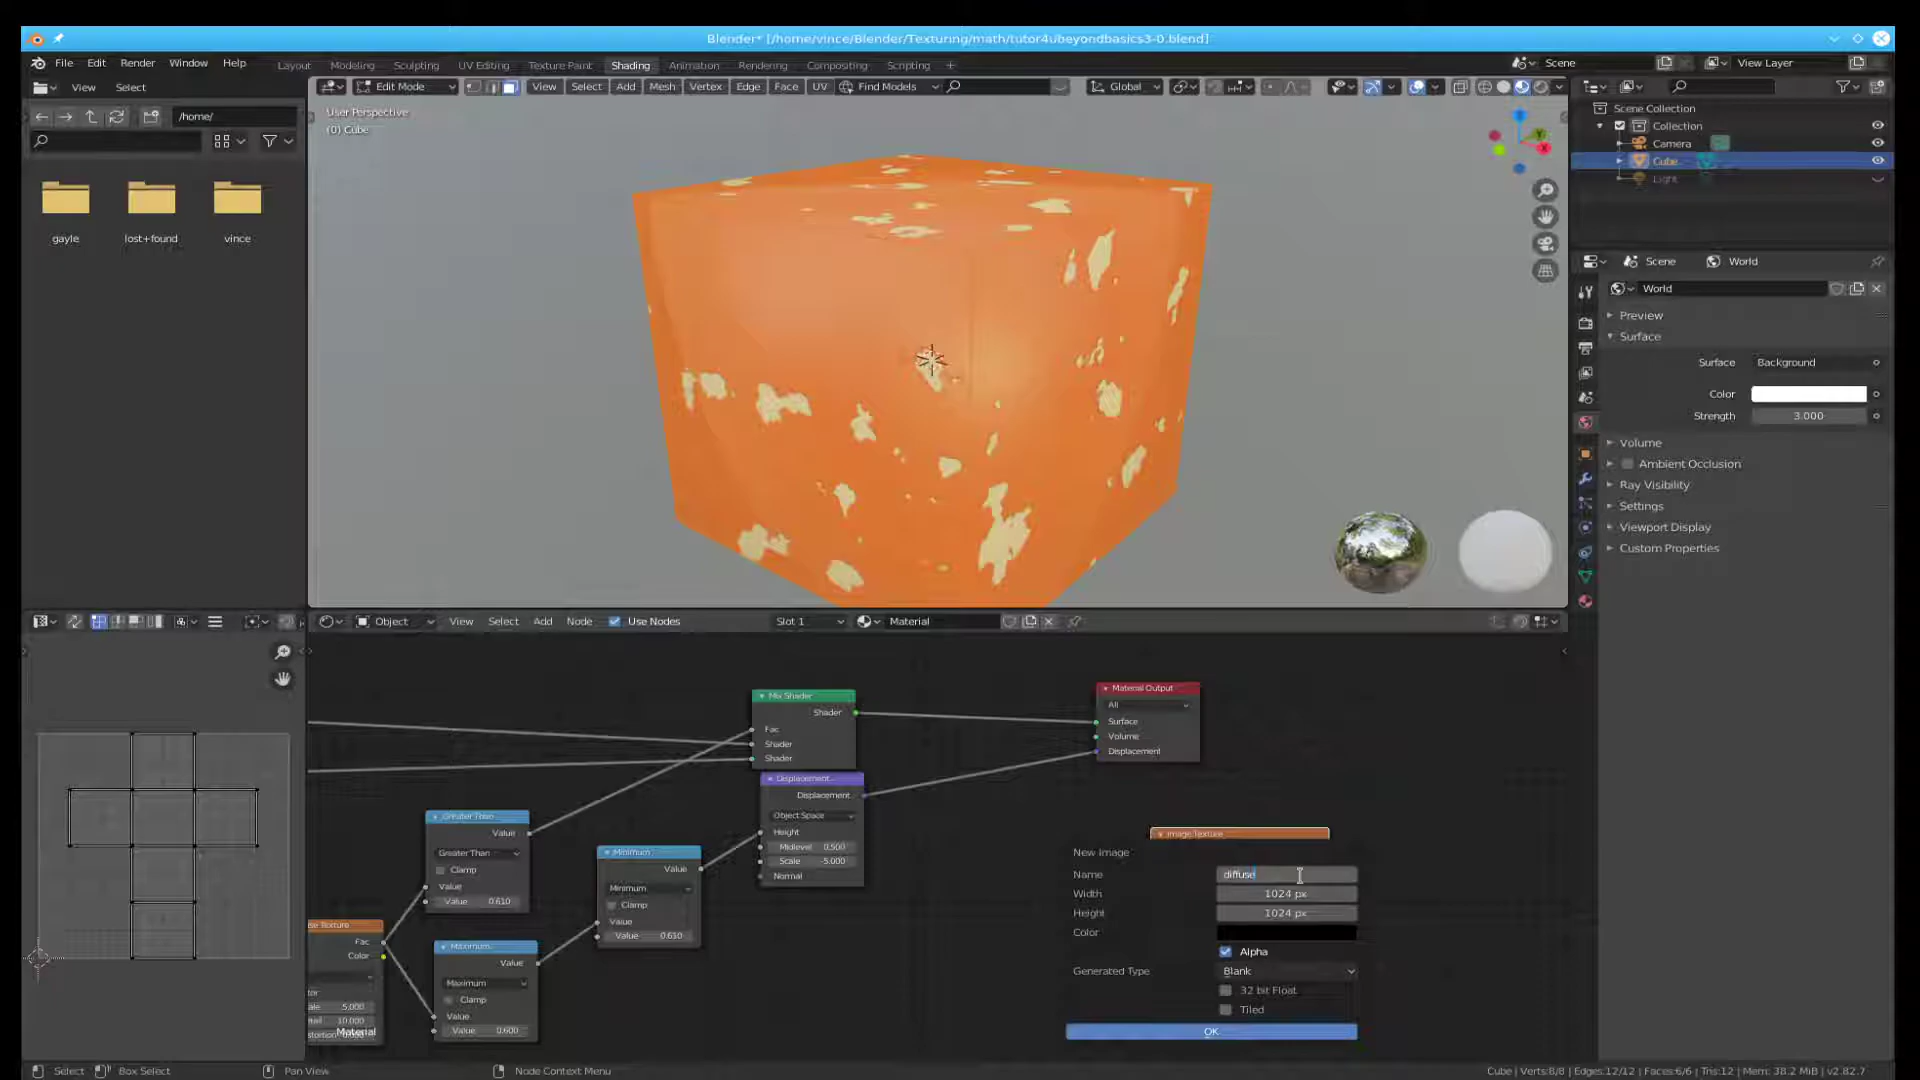 Blender* [/home/vince/Blender/Texturing/math/tutor4u/beyondbasics3-0.blend]
File Edit Render Window Help
Layout Modeling Sculpting UV Editing Texture Paint Shading Animation Rendering Compositing Scripting +
Scene View Layer
View Select
Edit Mode View Select Add Mesh Vertex Edge Face UV Find Models
Global
/home/
gayle lost+found vince
User Perspective
(0) Cube
Scene Collection
Collection
Camera
Cube
Light
Scene World
World
Preview
Surface
Surface Background
Color
Strength 3.000
Volume
Ambient Occlusion
Ray Visibility
Settings
Viewport Display
Custom Properties
Object View Select Add Node Use Nodes Slot 1 Material
Mix Shader
Shader
Fac
Shader
Shader
Material Output
All
Surface
Volume
Displacement
Displacement
Displacement
Object Space
Height
Midlevel 0.500
Scale -5.000
Normal
Greater Than
Value
Greater Than
Clamp
Value
Value 0.610
Minimum
Value
Minimum
Clamp
Value
Value 0.610
Maximum
Value
Maximum
Clamp
Value
Value 0.600
se Texture
Fac
Color
ale 5.000
tail 10.000
stortion
Material
Image Texture
New Image
Name diffuse
Width 1024 px
Height 1024 px
Color
Alpha
Generated Type Blank
32 bit Float
Tiled
OK
Select Box Select Pan View Node Context Menu
Cube | Verts:8/8 | Edges:12/12 | Faces:6/6 | Tris:12 | Mem: 38.2 MiB | v2.82.7